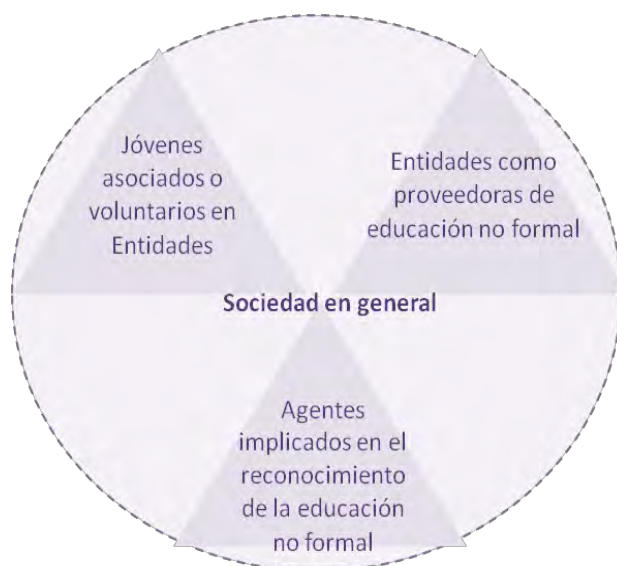 Jóvenes
asociados o
voluntarios en
Entidades
Entidades como
proveedoras de
educación no formal
Sociedad en general
Agentes
implicados en el
reconocimiento
de la educación
no formal